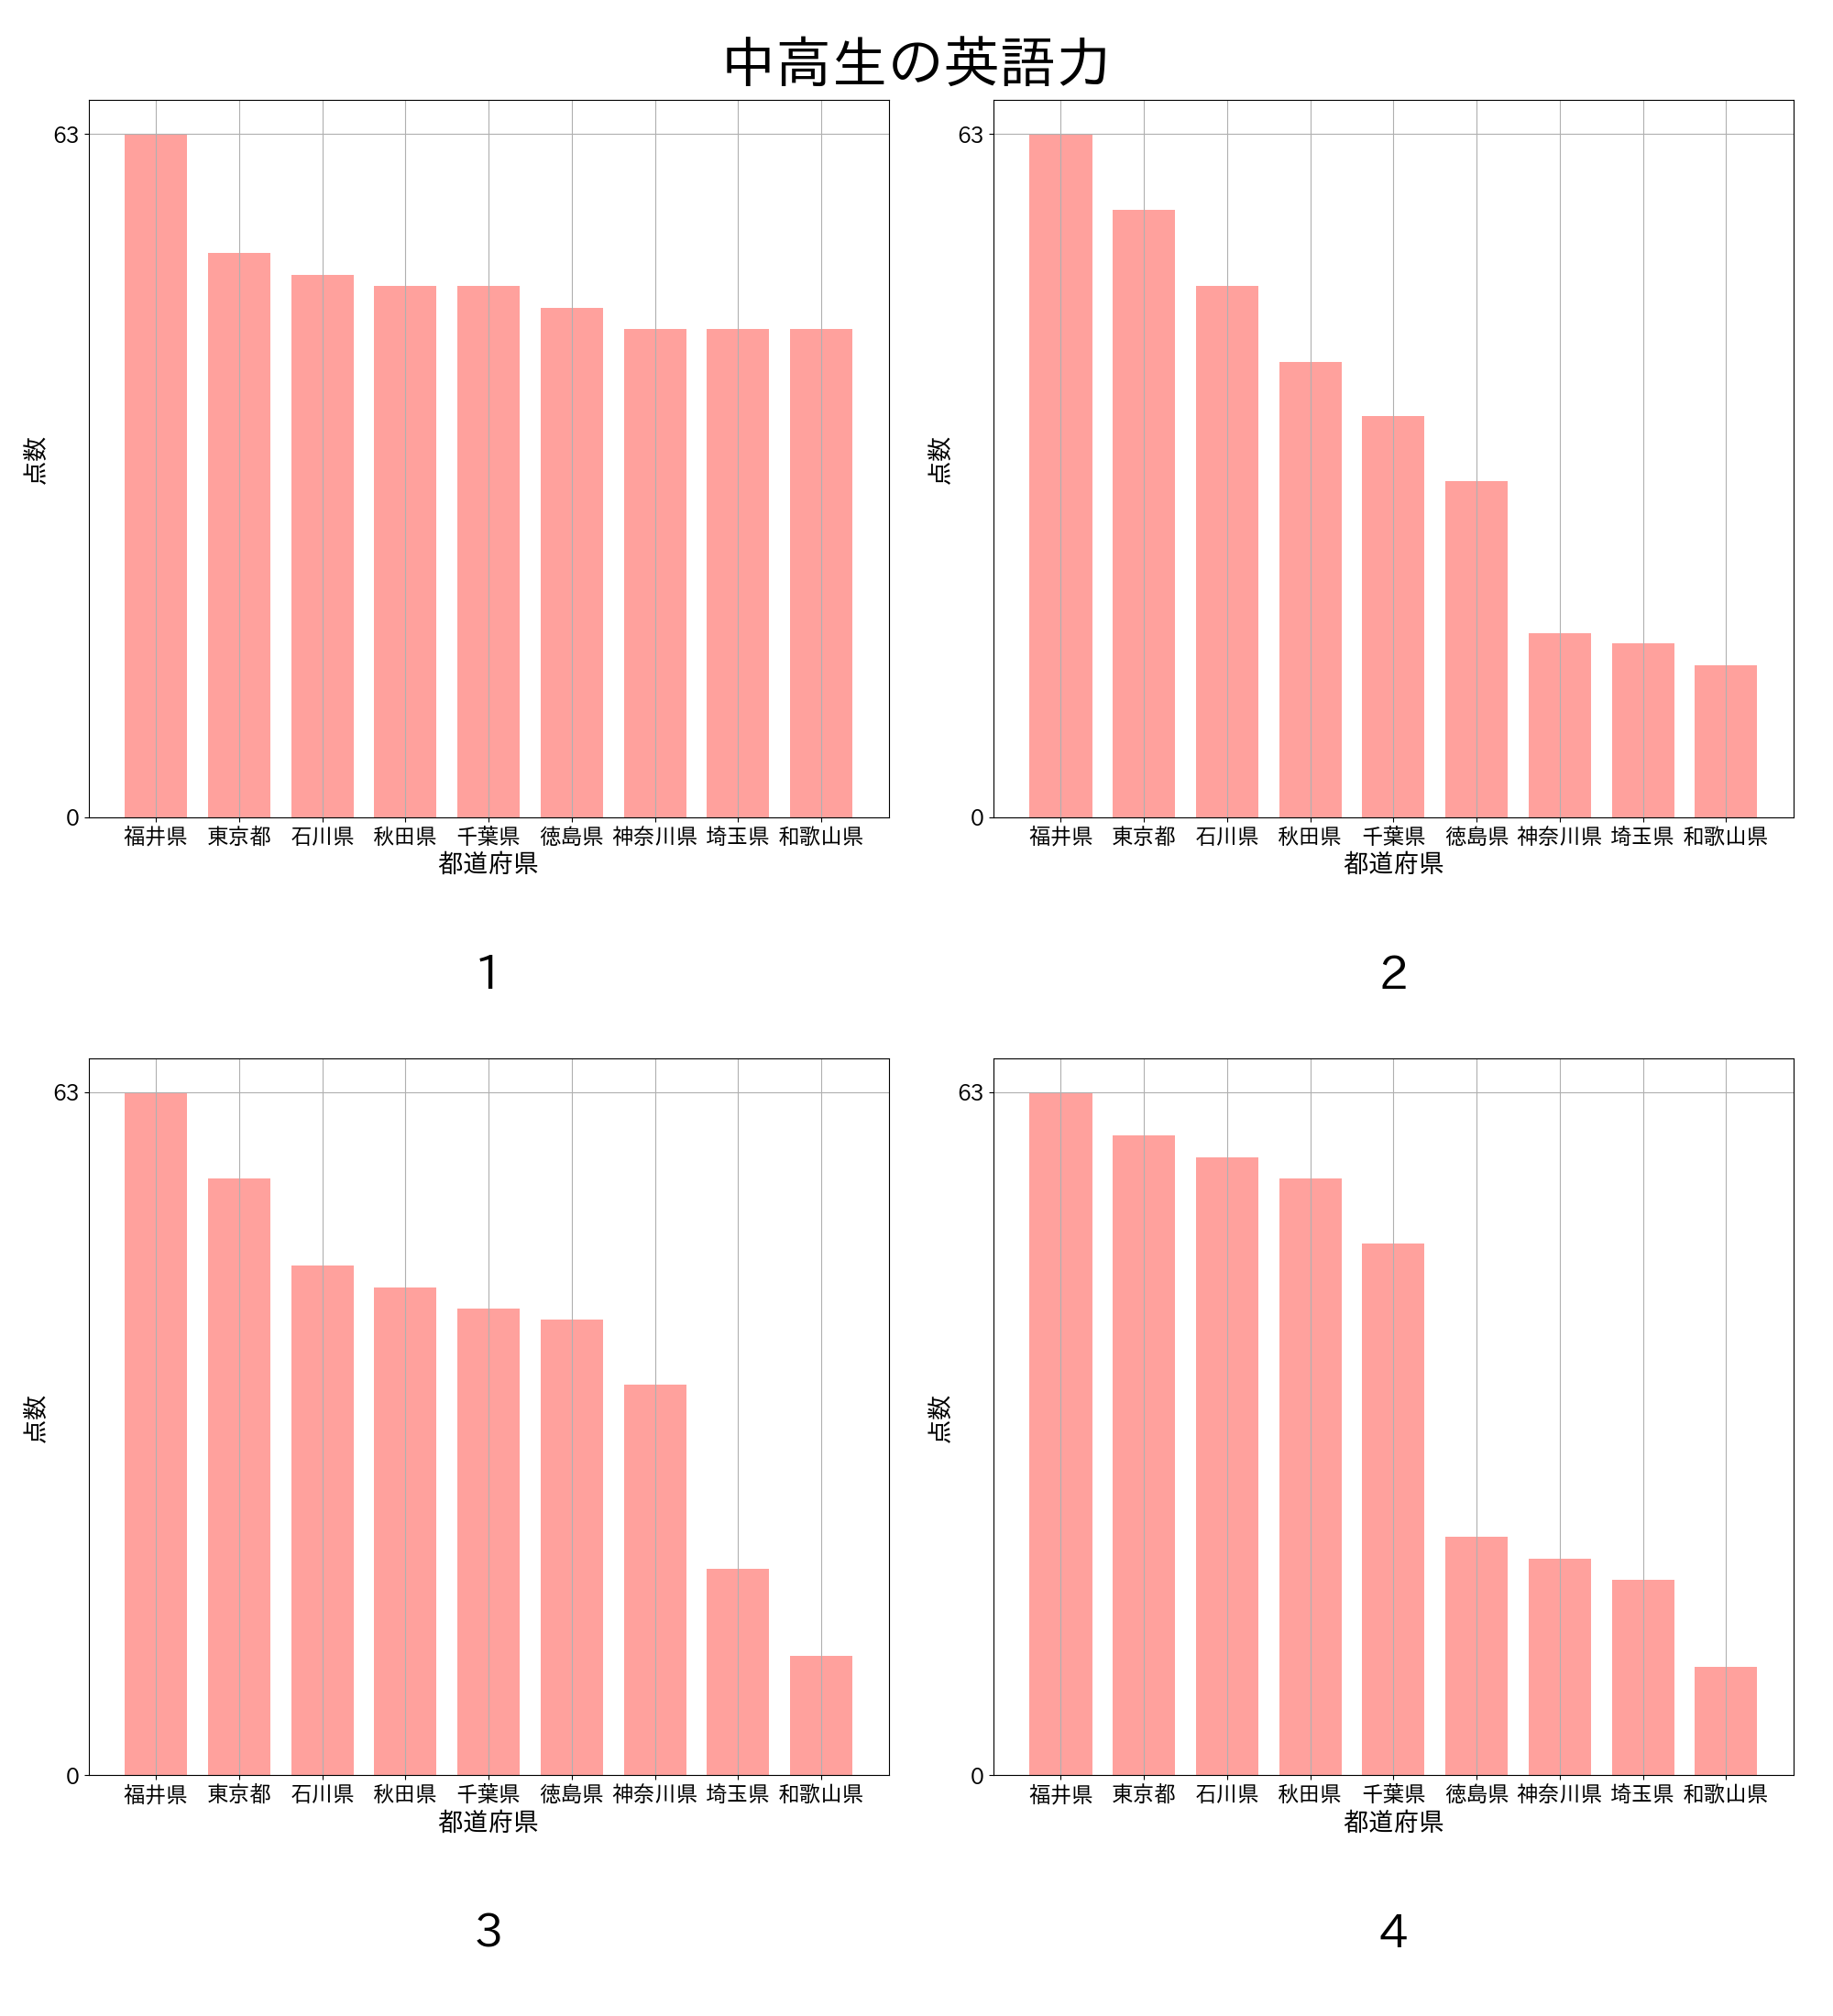 中高生の英語力
63
0
点数
福井県 東京都 石川県 秋田県 千葉県 徳島県 神奈川県 埼玉県 和歌山県
都道府県
1
63
0
点数
福井県 東京都 石川県 秋田県 千葉県 徳島県 神奈川県 埼玉県 和歌山県
都道府県
2
63
0
点数
福井県 東京都 石川県 秋田県 千葉県 徳島県 神奈川県 埼玉県 和歌山県
都道府県
3
63
0
点数
福井県 東京都 石川県 秋田県 千葉県 徳島県 神奈川県 埼玉県 和歌山県
都道府県
4